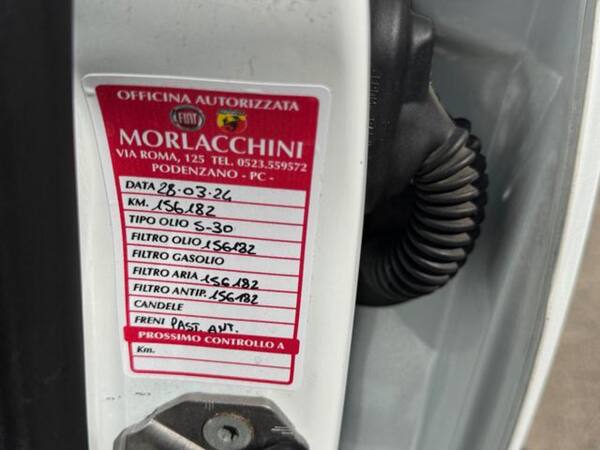 OFFICINA AUTORIZZATA
FIAT
MORLACCHINI
VIA ROMA, 125 TEL. 0523.559572
PODENZANO - PC -
DATA 28.03.24
KM. 156182
TIPO OLIO 5-30
FILTRO OLIO 156182
FILTRO GASOLIO
FILTRO ARIA 156182
FILTRO ANTIP. 156182
CANDELE
FRENI PAST. ANT.
PROSSIMO CONTROLLO A
Km.